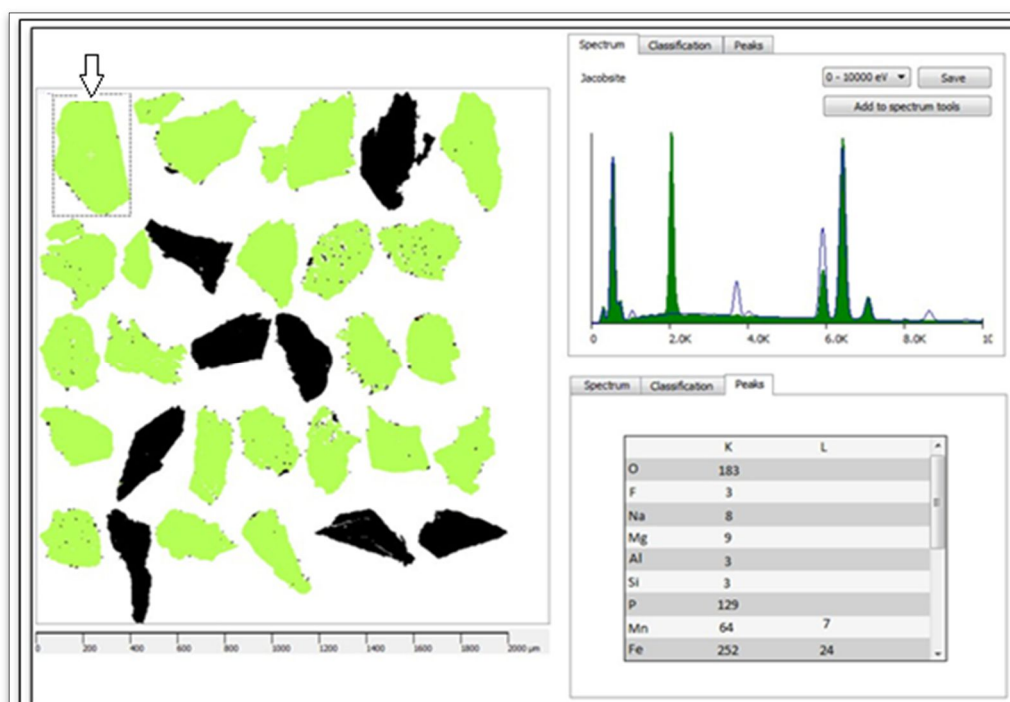 Spectrum Classification Peaks
Jacobsite
0 - 10000 eV Save
Add to spectrum tools
0 2.0K 4.0K 6.0K 8.0K
Spectrum Classification Peaks
K L
O 183
F 3
Na 8
Mg 9
Al 3
Si 3
P 129
Mn 64 7
Fe 252 24
0 200 400 600 800 1000 1200 1400 1600 1800 2000 µm